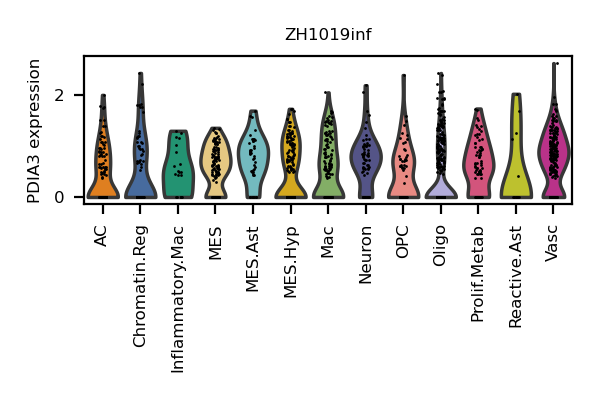 ZH1019inf
PDIA3 expression
2
0
AC
Chromatin.Reg
Inflammatory.Mac
MES
MES.Ast
MES.Hyp
Mac
Neuron
OPC
Oligo
Prolif.Metab
Reactive.Ast
Vasc